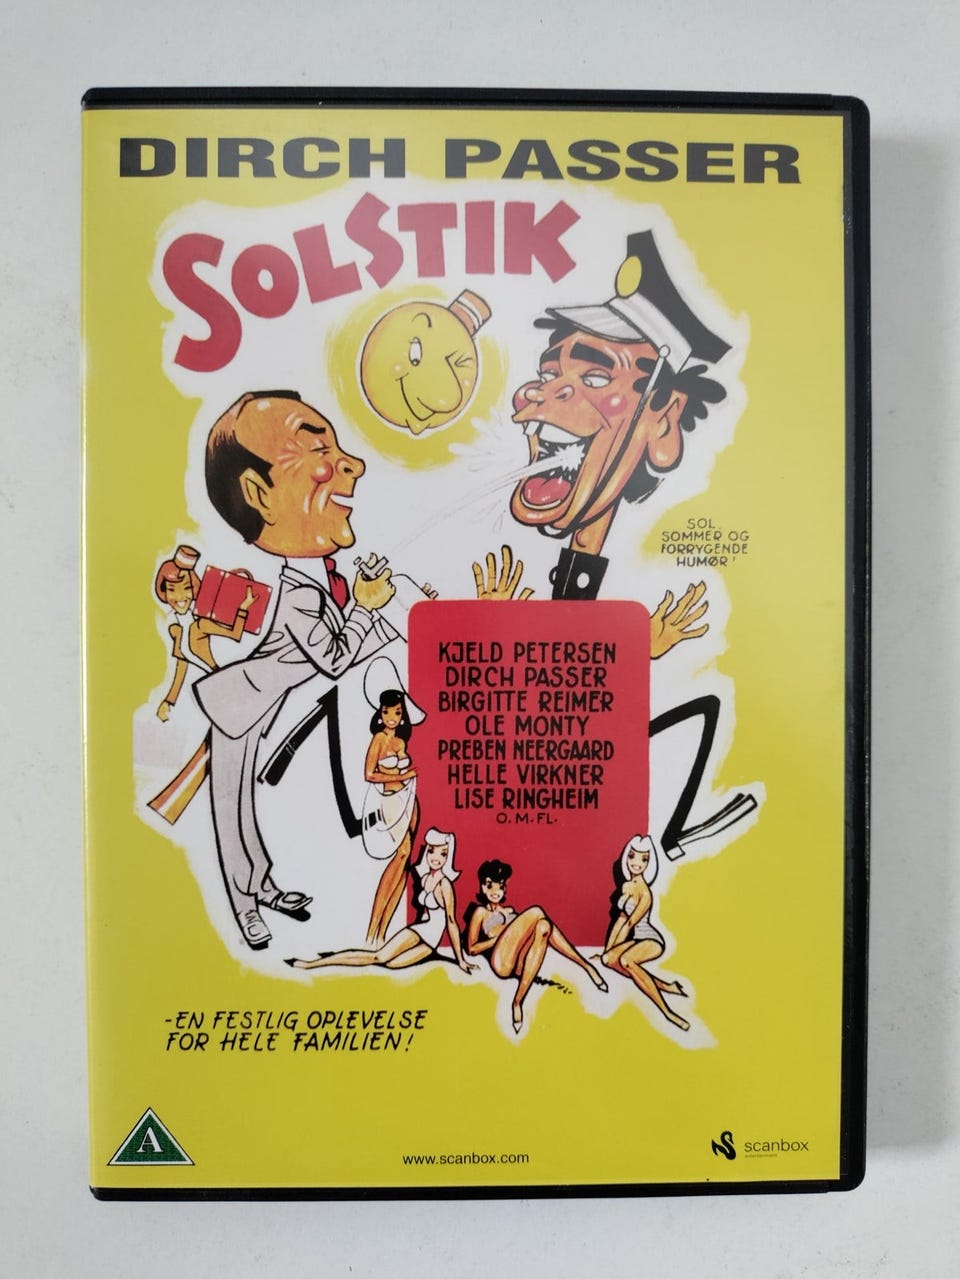 DIRCH PASSER
SOLSTIK
SOL,
SOMMER OG
FORRYGENDE
HUMØR!
KJELD PETERSEN
DIRCH PASSER
BIRGITTE REIMER
OLE MONTY
PREBEN NEERGAARD
HELLE VIRKNER
LISE RINGHEIM
O.M.FL.
-EN FESTLIG OPLEVELSE
FOR HELE FAMILIEN!
A
www.scanbox.com
scanbox
entertainment